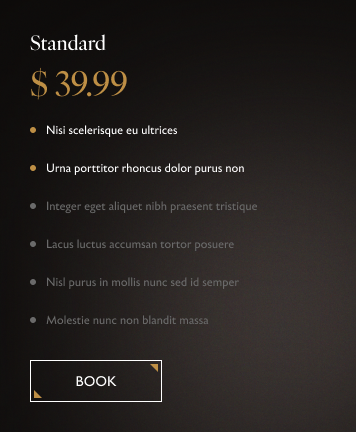 Standard
$ 39.99
Nisi scelerisque eu ultrices
Urna porttitor rhoncus dolor purus non
Integer eget aliquet nibh praesent tristique
Lacus luctus accumsan tortor posuere
Nisl purus in mollis nunc sed id semper
Molestie nunc non blandit massa
BOOK